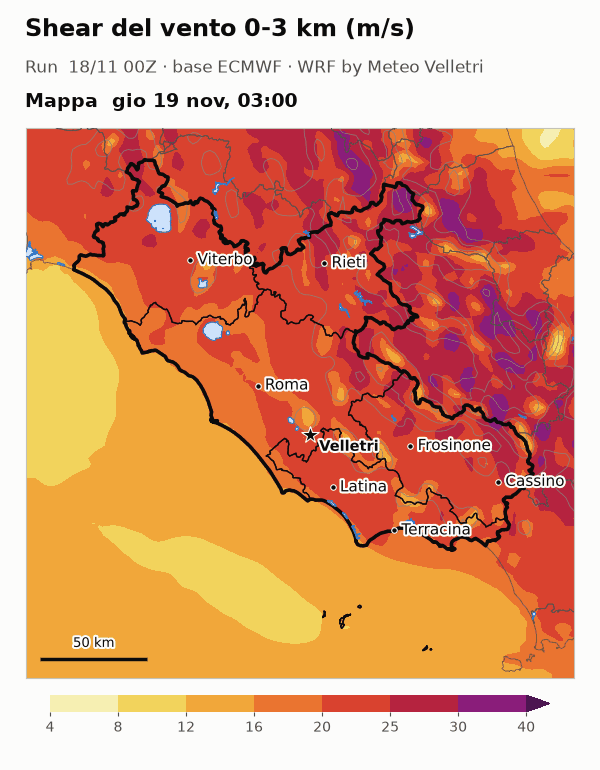 Shear del vento 0-3 km (m/s)
Run  18/11 00Z · base ECMWF · WRF by Meteo Velletri
Mappa  gio 19 nov, 03:00
Viterbo
Rieti
Roma
Velletri
Frosinone
Cassino
Latina
Terracina
50 km
4 8 12 16 20 25 30 40